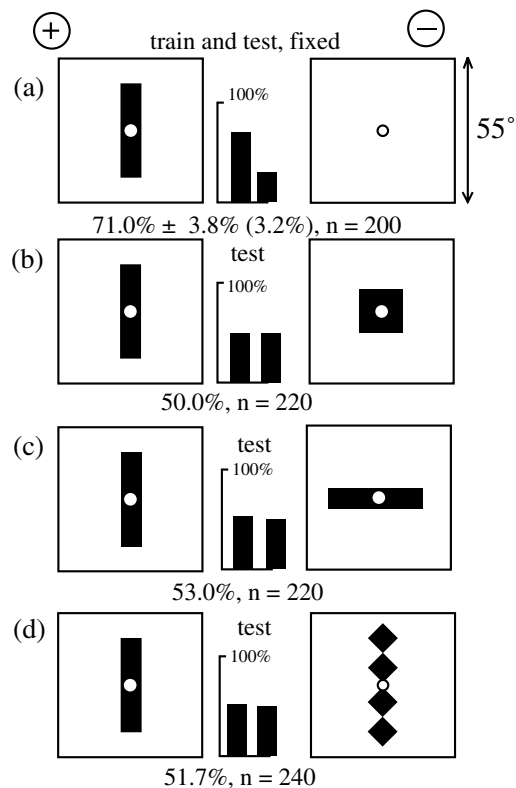 + train and test, fixed −
(a) 100% 55°
71.0% ± 3.8% (3.2%), n = 200
(b) test
100%
50.0%, n = 220
(c) test
100%
53.0%, n = 220
(d) test
100%
51.7%, n = 240